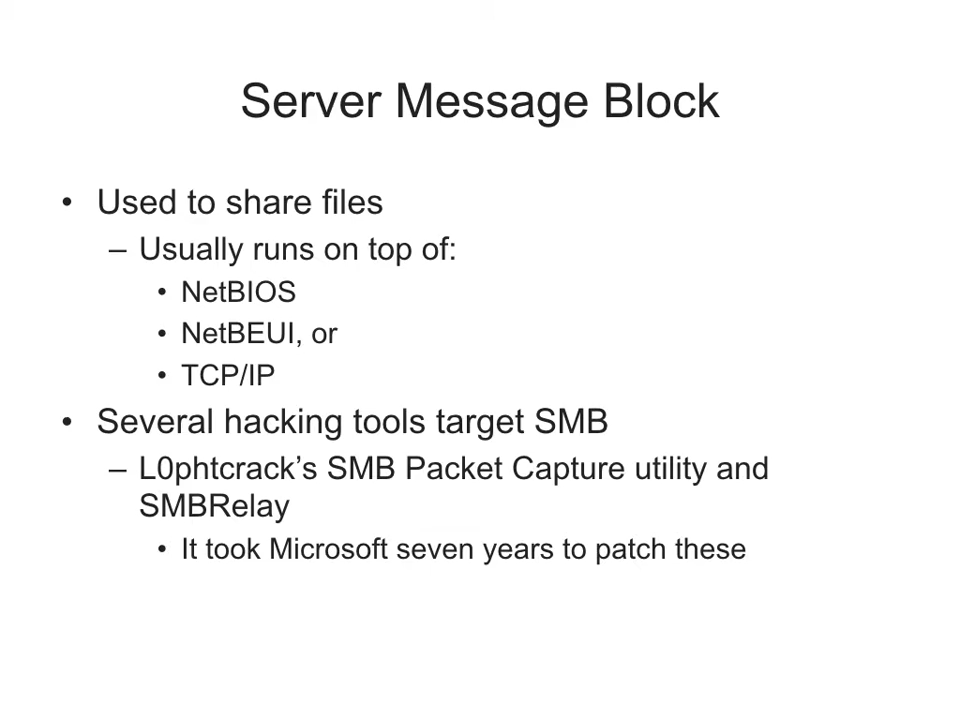 Server Message Block
• Used to share files
– Usually runs on top of:
• NetBIOS
• NetBEUI, or
• TCP/IP
• Several hacking tools target SMB
– L0phtcrack’s SMB Packet Capture utility and
SMBRelay
• It took Microsoft seven years to patch these